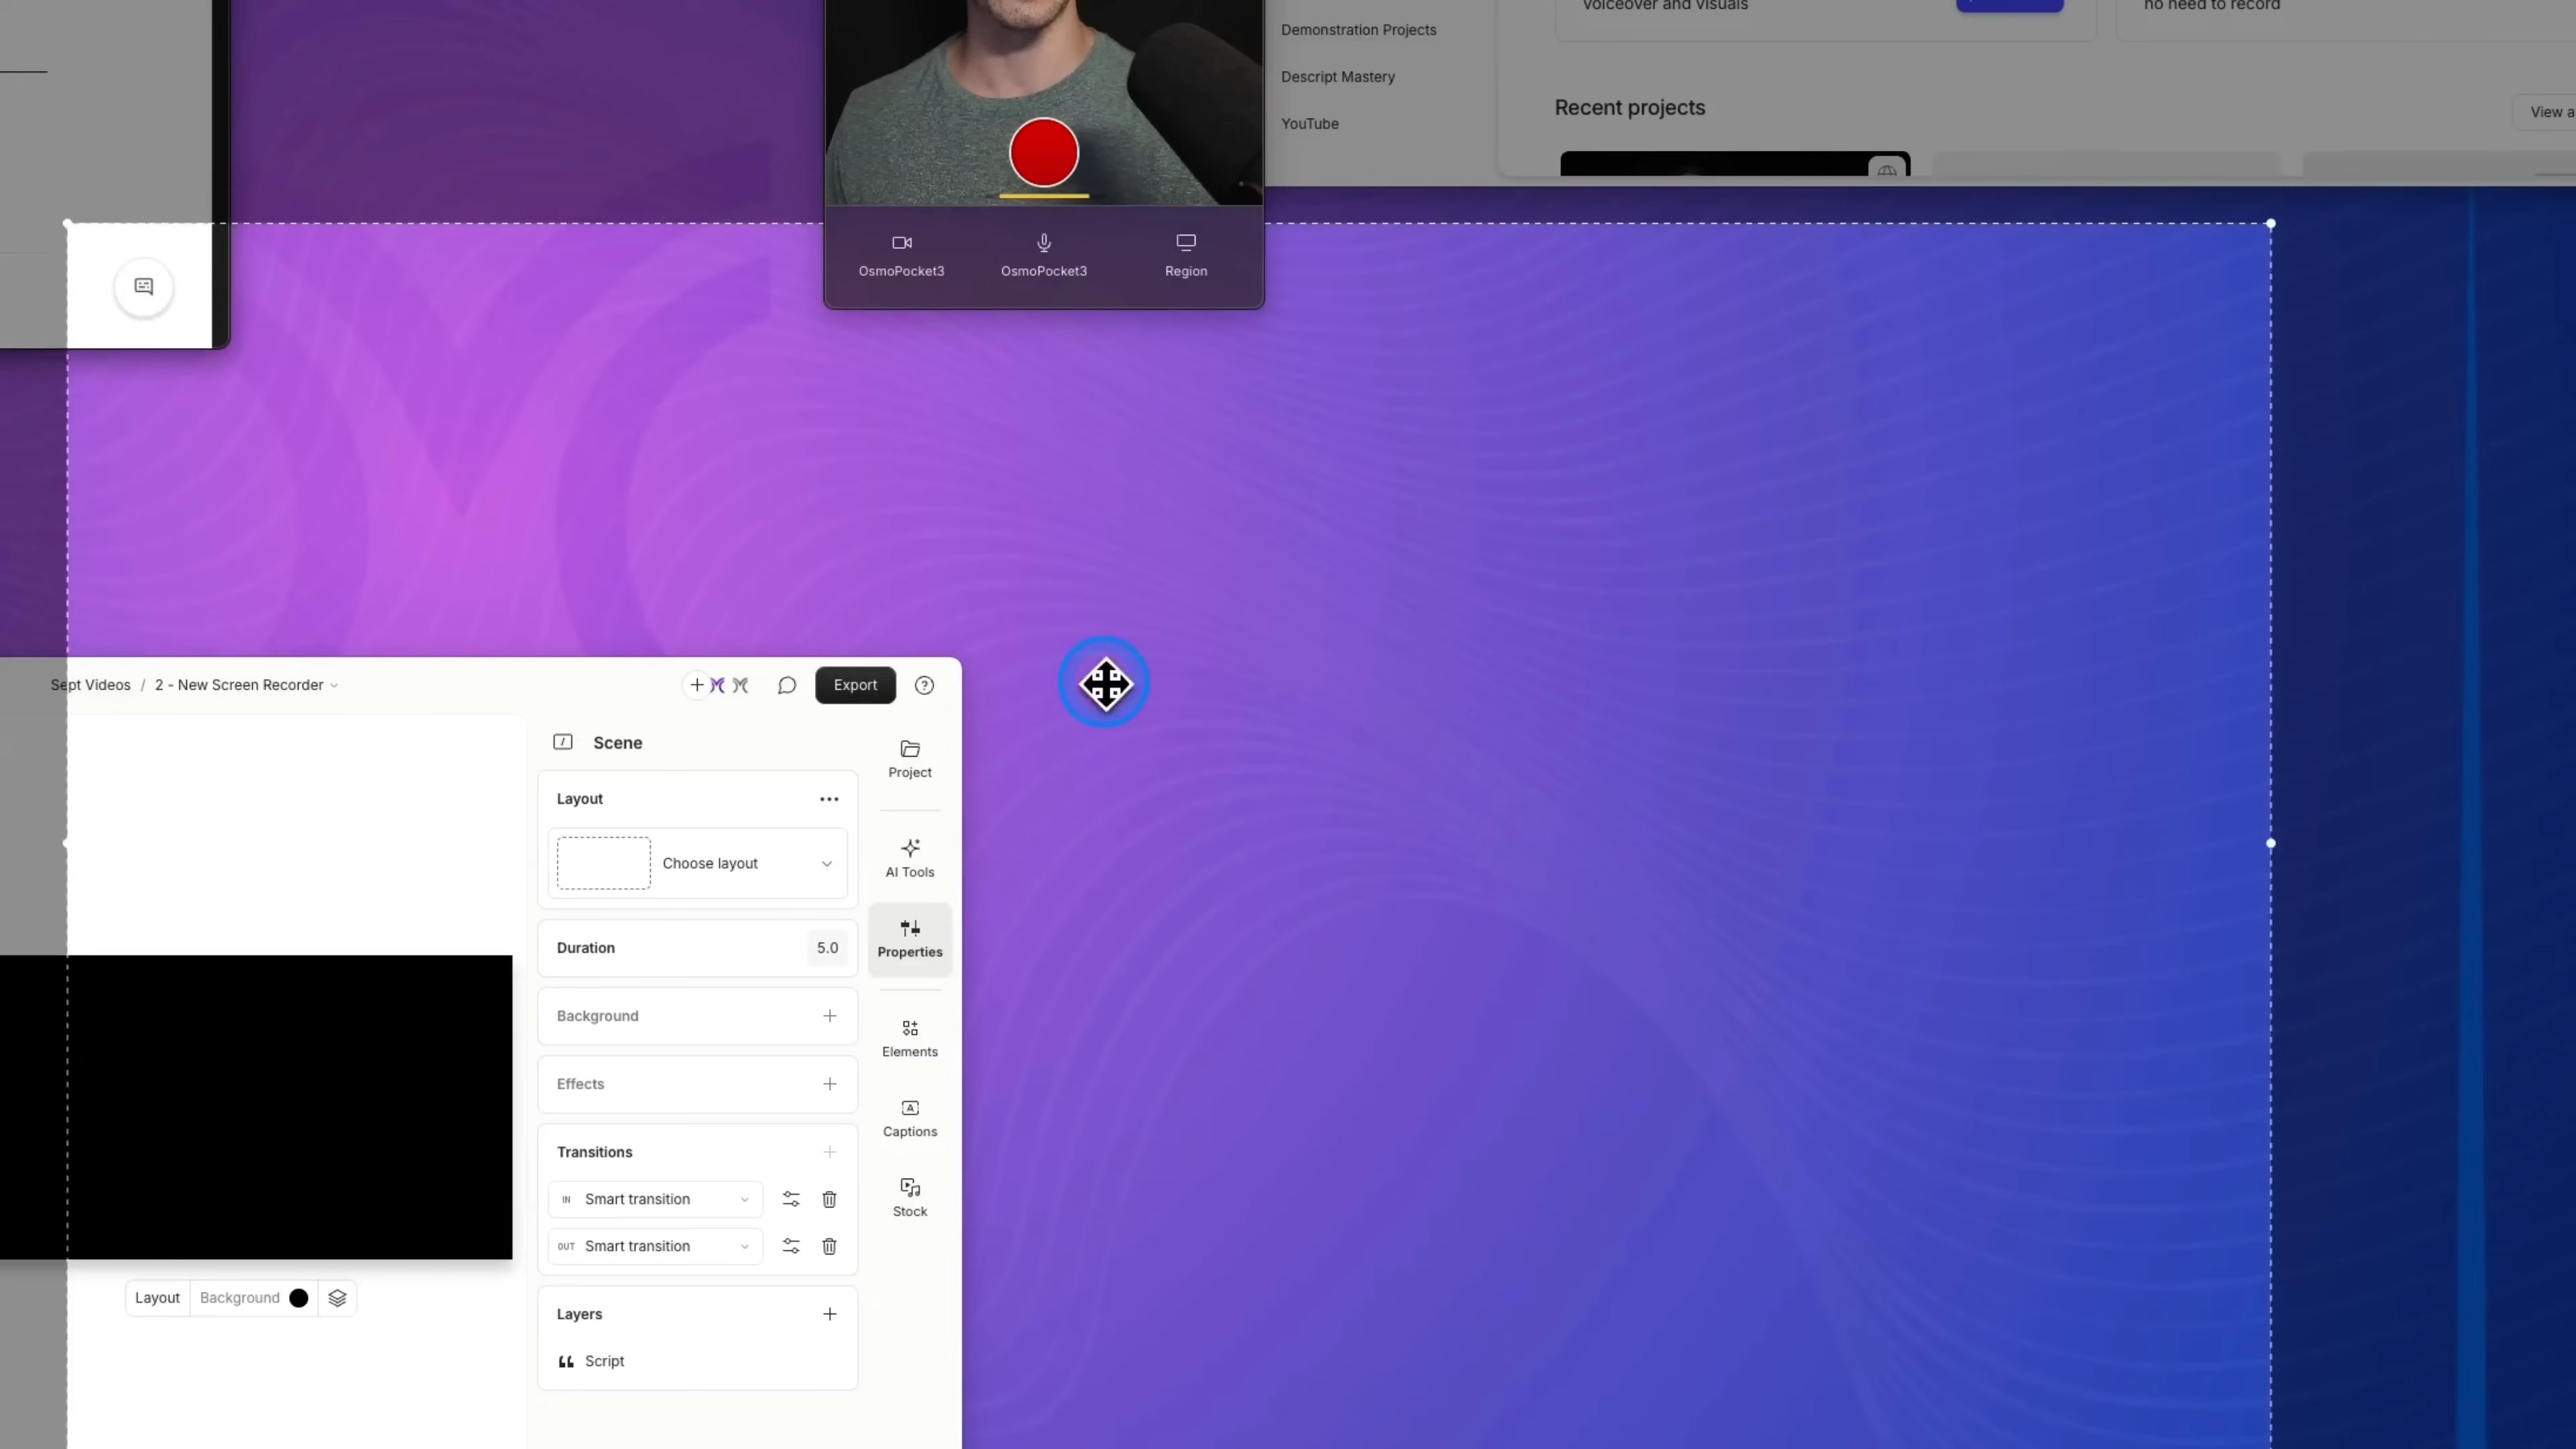 voiceover and visuals
no need to record
Demonstration Projects
Descript Mastery
YouTube
Recent projects
View a
OsmoPocket3
OsmoPocket3
Region
Sept Videos / 2 - New Screen Recorder
Export
Scene
Project
Layout
Choose layout
AI Tools
Duration
5.0
Properties
Background
Elements
Effects
Captions
Transitions
IN Smart transition
Stock
OUT Smart transition
Layout
Background
Layers
Script